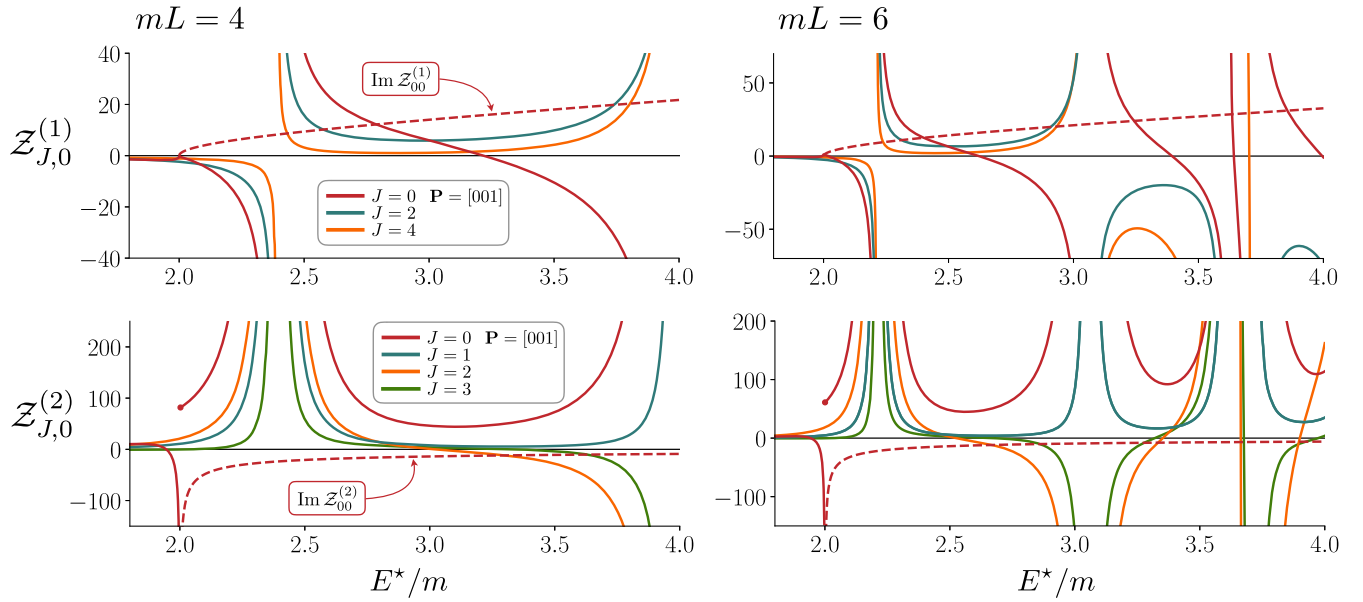 mL = 4
mL = 6
𝒵_{J,0}^{(1)}
40
20
0
−20
−40
Im 𝒵_{00}^{(1)}
J = 0 P = [001]
J = 2
J = 4
2.0 2.5 3.0 3.5 4.0
50
0
−50
2.0 2.5 3.0 3.5 4.0
𝒵_{J,0}^{(2)}
200
100
0
−100
J = 0 P = [001]
J = 1
J = 2
J = 3
Im 𝒵_{00}^{(2)}
2.0 2.5 3.0 3.5 4.0
E⋆/m
200
100
0
−100
2.0 2.5 3.0 3.5 4.0
E⋆/m